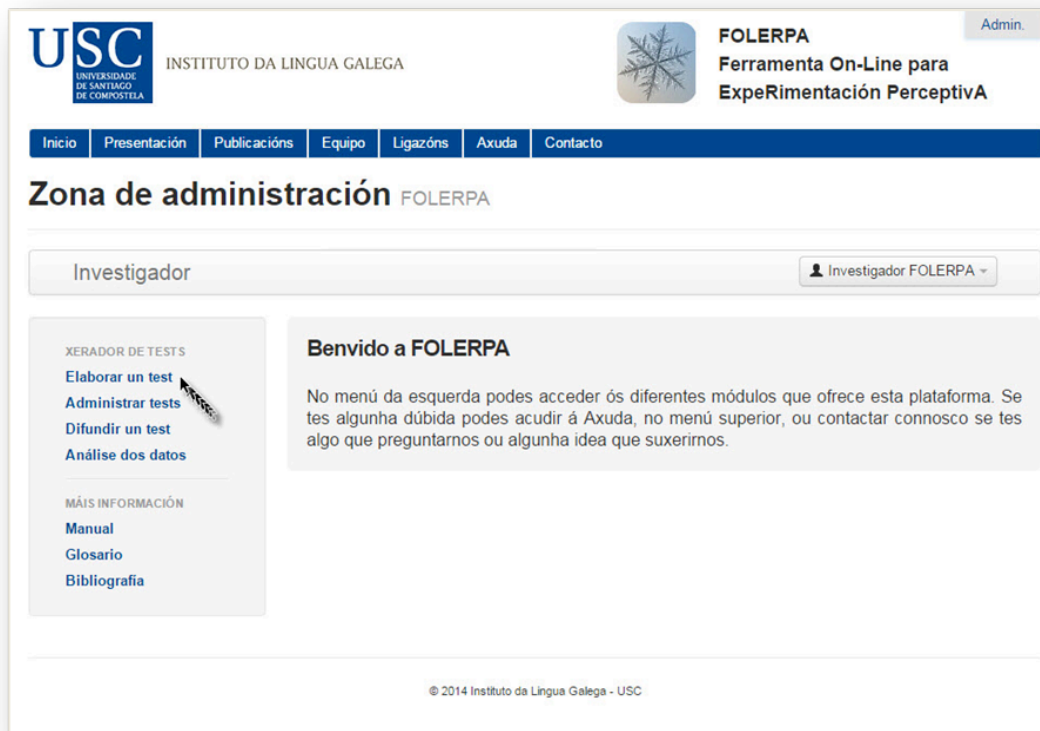 USC
UNIVERSIDADE
DE SANTIAGO
DE COMPOSTELA
INSTITUTO DA LINGUA GALEGA
FOLERPA
Ferramenta On-Line para
ExpeRimentación PerceptivA
Admin.
Inicio Presentación Publicacións Equipo Ligazóns Axuda Contacto
Zona de administración FOLERPA
Investigador
Investigador FOLERPA
XERADOR DE TESTS
Elaborar un test
Administrar tests
Difundir un test
Análise dos datos
MÁIS INFORMACIÓN
Manual
Glosario
Bibliografía
Benvido a FOLERPA
No menú da esquerda podes acceder ós diferentes módulos que ofrece esta plataforma. Se
tes algunha dúbida podes acudir á Axuda, no menú superior, ou contactar connosco se tes
algo que preguntarnos ou algunha idea que suxerirnos.
© 2014 Instituto da Lingua Galega - USC